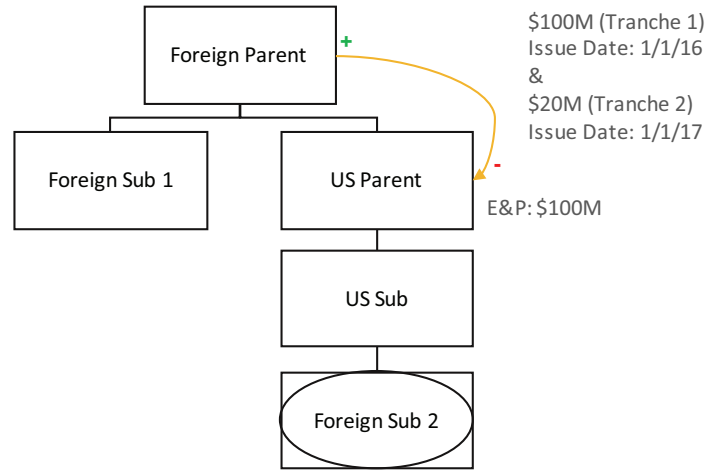 $100M (Tranche 1)
Issue Date: 1/1/16
&
$20M (Tranche 2)
Issue Date: 1/1/17
Foreign Parent
+
Foreign Sub 1
US Parent
-
E&P: $100M
US Sub
Foreign Sub 2